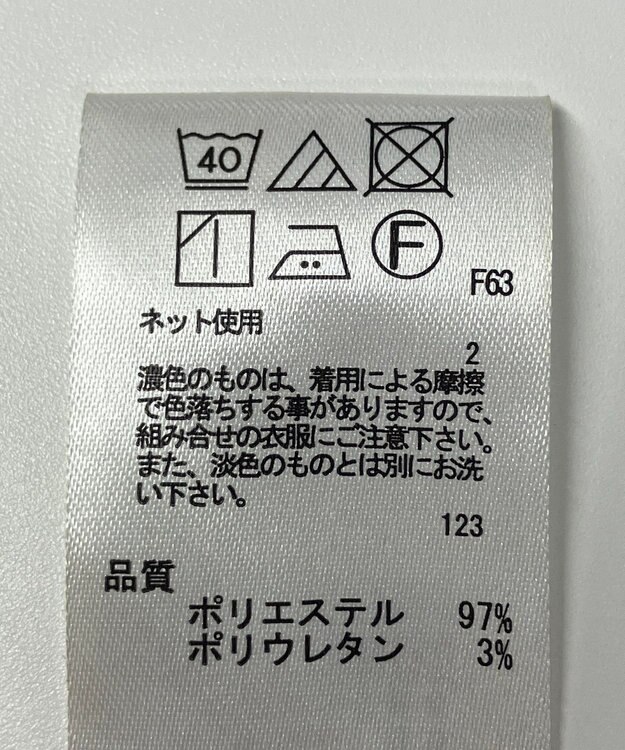 40
F
F63
ネット使用
2
濃色のものは、着用による摩擦
で色落ちする事がありますので、
組み合せの衣服にご注意下さい。
また、淡色のものとは別にお洗
い下さい。
123
品質
ポリエステル 97%
ポリウレタン 3%